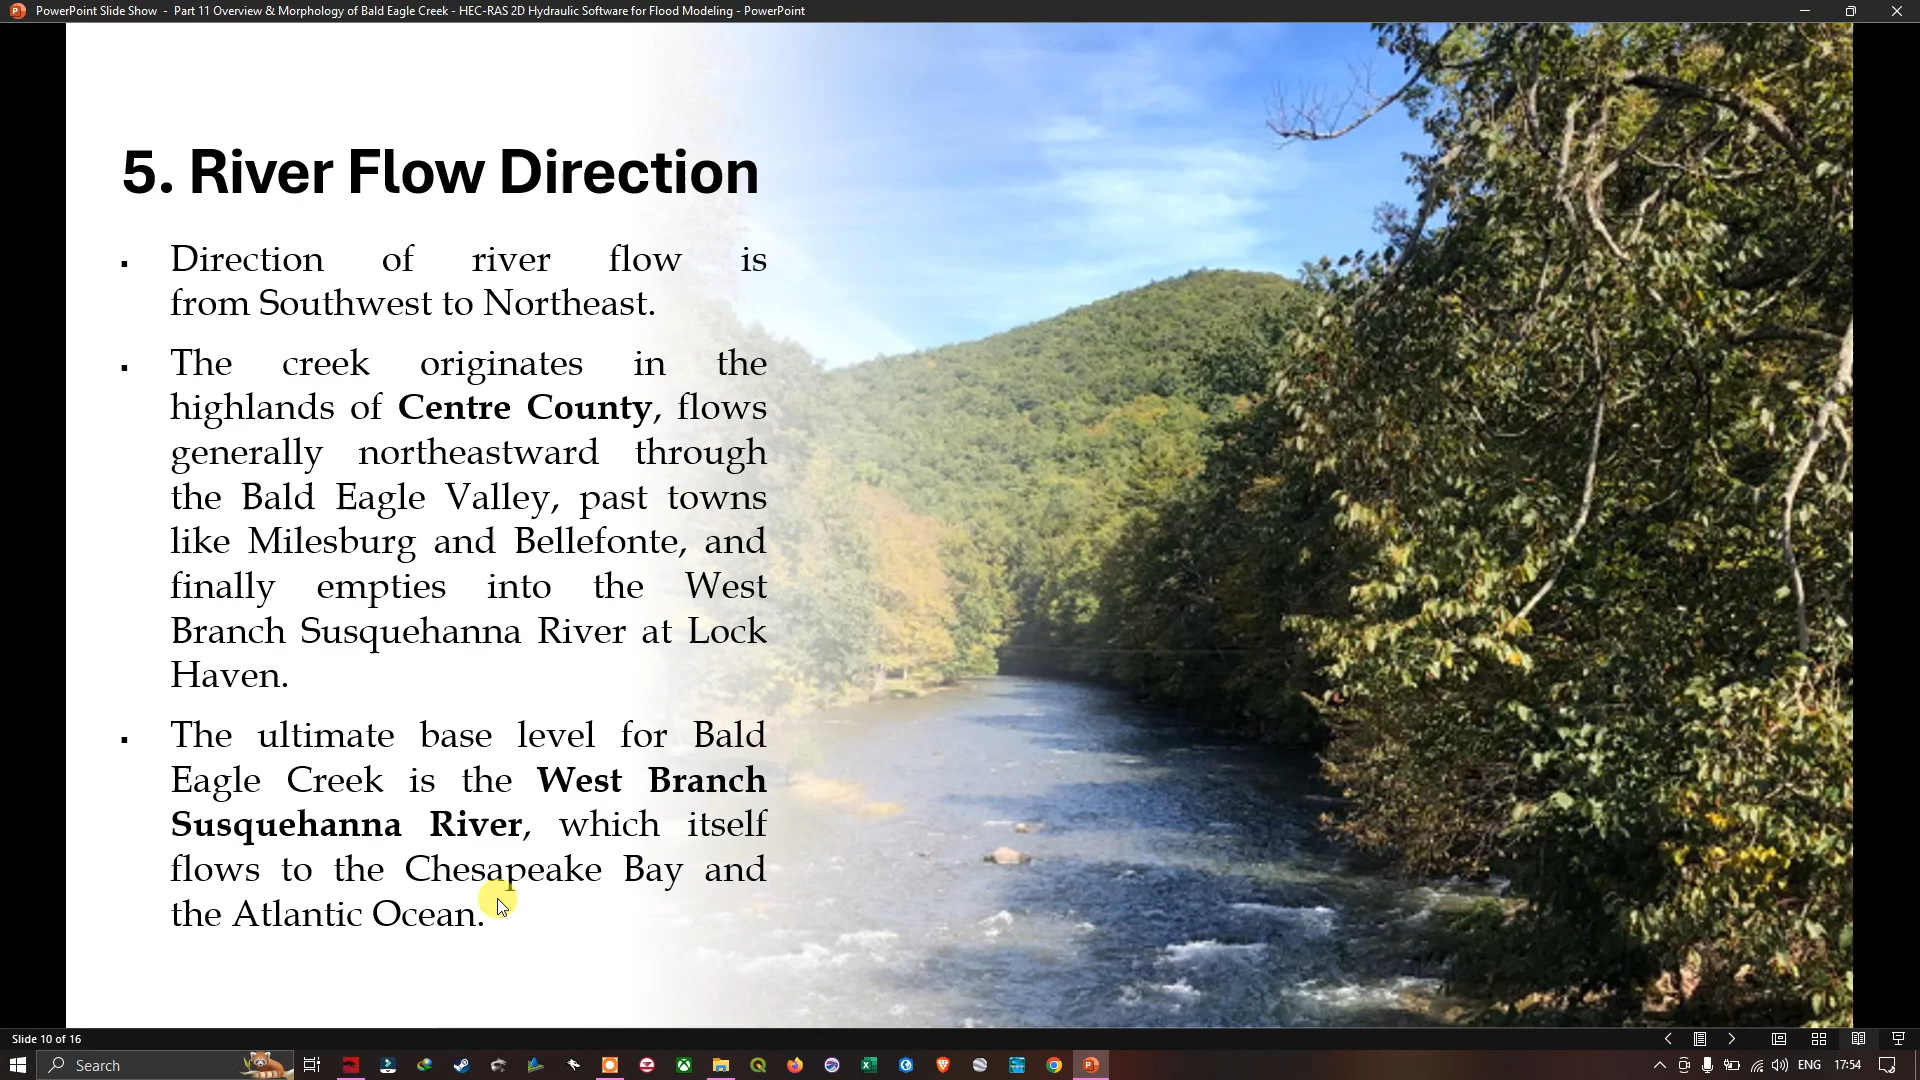 PowerPoint Slide Show - Part 11 Overview & Morphology of Bald Eagle Creek - HEC-RAS 2D Hydraulic Software for Flood Modeling - PowerPoint
5. River Flow Direction
▪ Direction of river flow is
from Southwest to Northeast.
▪ The creek originates in the
highlands of Centre County, flows
generally northeastward through
the Bald Eagle Valley, past towns
like Milesburg and Bellefonte, and
finally empties into the West
Branch Susquehanna River at Lock
Haven.
▪ The ultimate base level for Bald
Eagle Creek is the West Branch
Susquehanna River, which itself
flows to the Chesapeake Bay and
the Atlantic Ocean.
Slide 10 of 16
Search
ENG
17:54